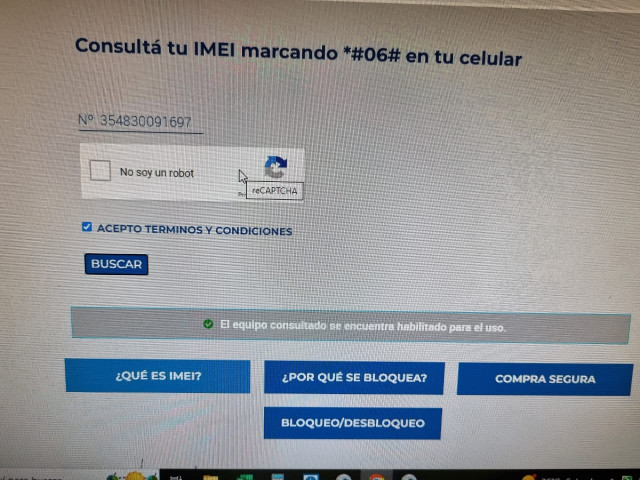 Consultá tu IMEI marcando *#06# en tu celular
Nº 354830091697
No soy un robot
reCAPTCHA
ACEPTO TERMINOS Y CONDICIONES
BUSCAR
El equipo consultado se encuentra habilitado para el uso.
¿QUÉ ES IMEI?
¿POR QUÉ SE BLOQUEA?
COMPRA SEGURA
BLOQUEO/DESBLOQUEO